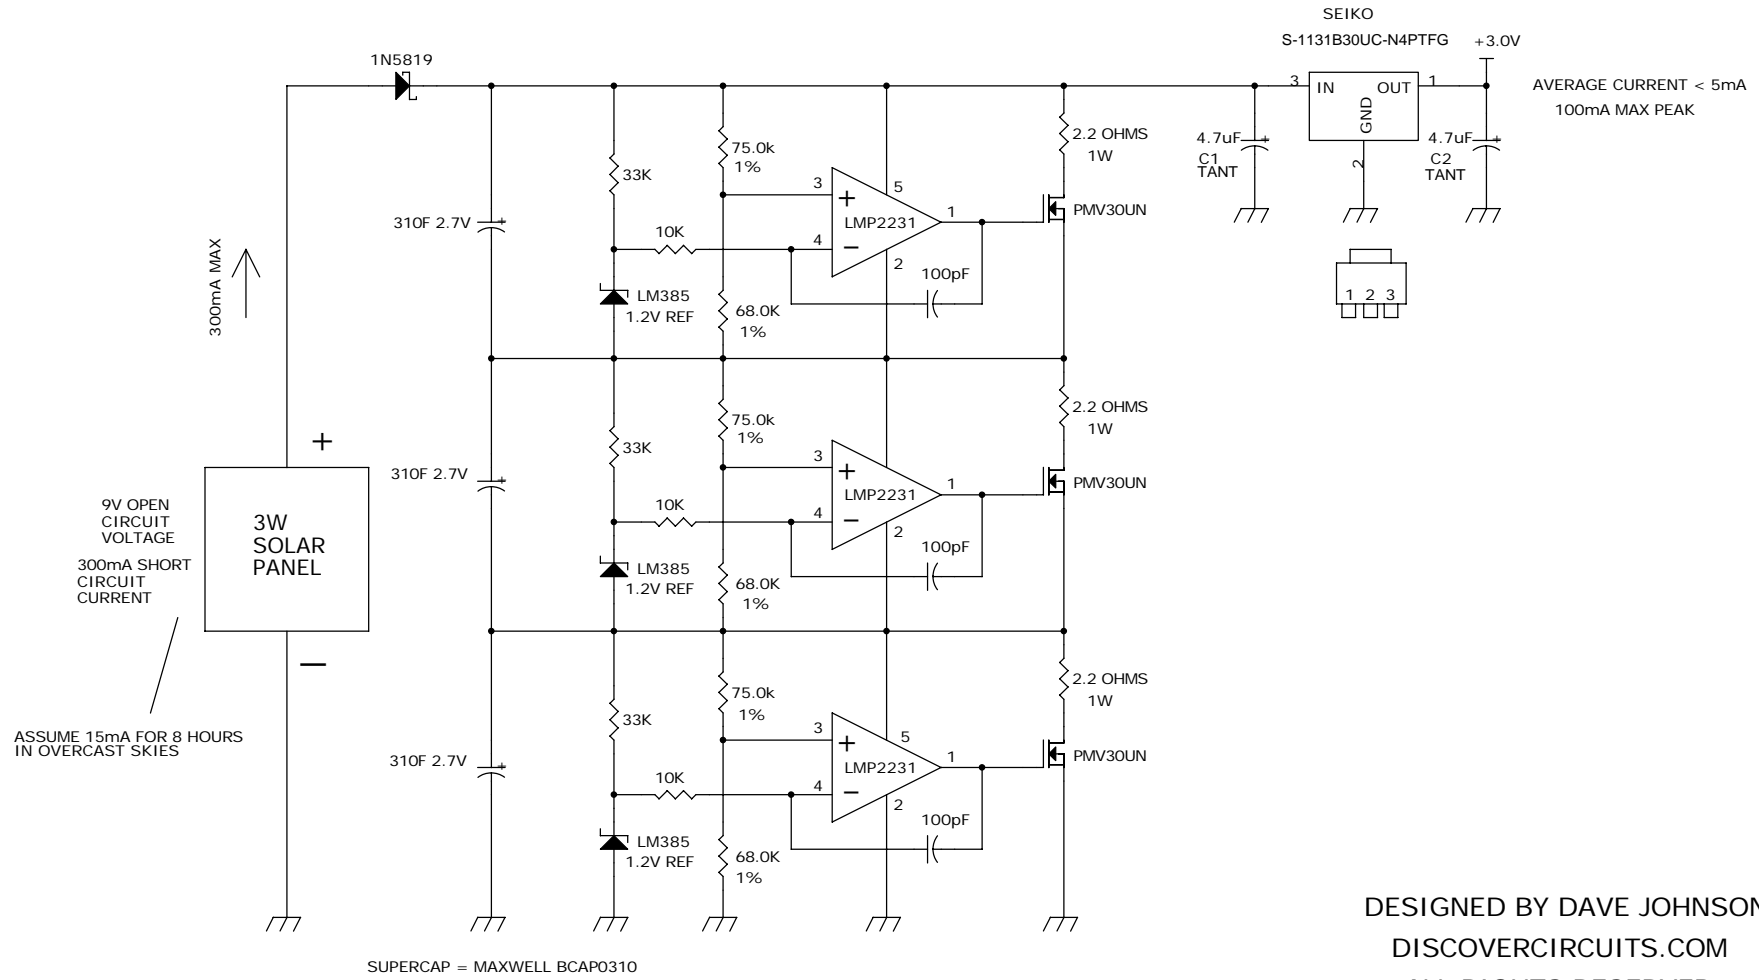 SEIKO
S-1131B30UC-N4PTFG
+3.0V
1N5819
3
IN
OUT
1
GND
2
AVERAGE CURRENT < 5mA
100mA MAX PEAK
4.7uF
+
C1
TANT
4.7uF
+
C2
TANT
1 2 3
300mA MAX
310F 2.7V
+
33K
75.0k
1%
10K
3
+
5
LMP2231
1
4
−
2
100pF
2.2 OHMS
1W
PMV30UN
LM385
1.2V REF
68.0K
1%
310F 2.7V
+
33K
75.0k
1%
10K
3
+
LMP2231
1
4
−
2
100pF
2.2 OHMS
1W
PMV30UN
LM385
1.2V REF
68.0K
1%
+
9V OPEN
CIRCUIT
VOLTAGE
300mA SHORT
CIRCUIT
CURRENT
3W
SOLAR
PANEL
−
ASSUME 15mA FOR 8 HOURS
IN OVERCAST SKIES
310F 2.7V
+
33K
75.0k
1%
10K
3
+
5
LMP2231
1
4
−
2
100pF
2.2 OHMS
1W
PMV30UN
LM385
1.2V REF
68.0K
1%
SUPERCAP = MAXWELL BCAP0310
DESIGNED BY DAVE JOHNSON
DISCOVERCIRCUITS.COM